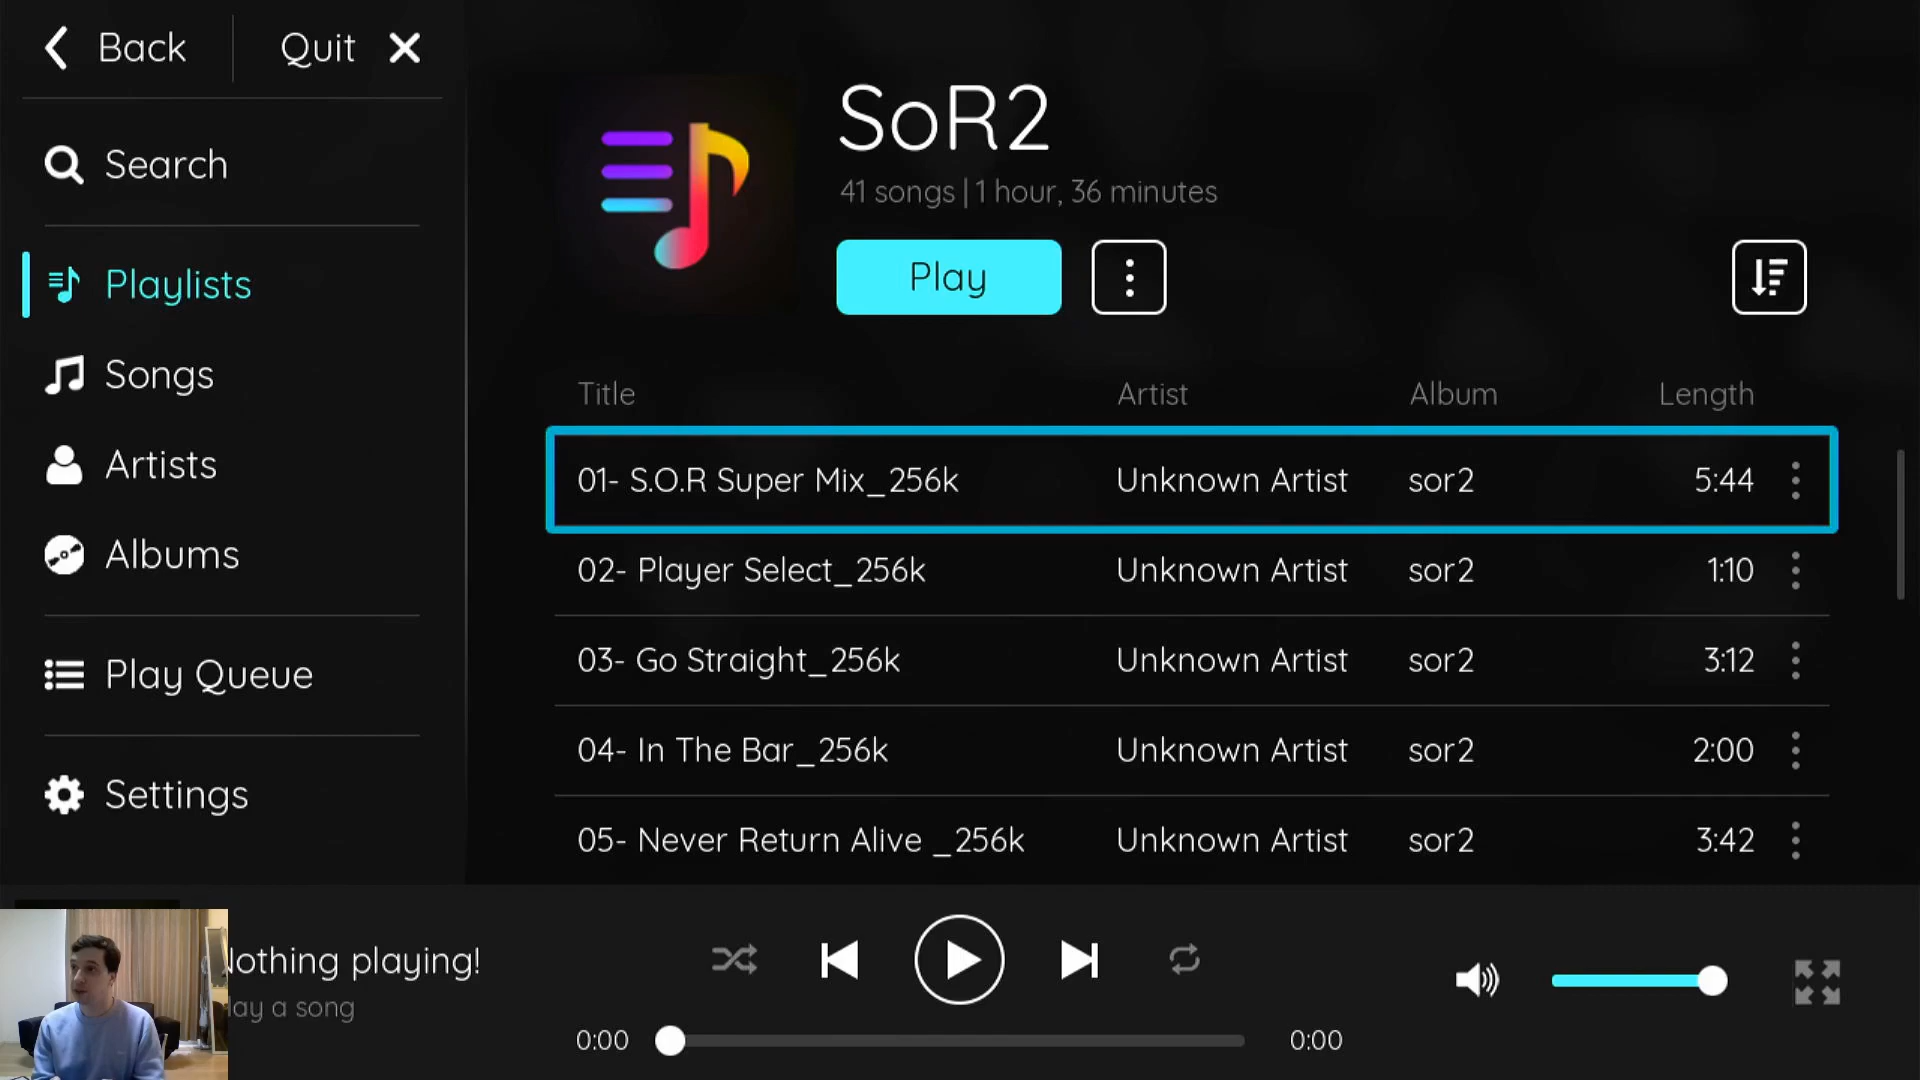 Back
Quit
Search
Playlists
Songs
Artists
Albums
Play Queue
Settings
SoR2
41 songs | 1 hour, 36 minutes
Play
Title Artist Album Length
01- S.O.R Super Mix_256k Unknown Artist sor2 5:44
02- Player Select_256k Unknown Artist sor2 1:10
03- Go Straight_256k Unknown Artist sor2 3:12
04- In The Bar_256k Unknown Artist sor2 2:00
05- Never Return Alive _256k Unknown Artist sor2 3:42
Nothing playing!
lay a song
0:00
0:00